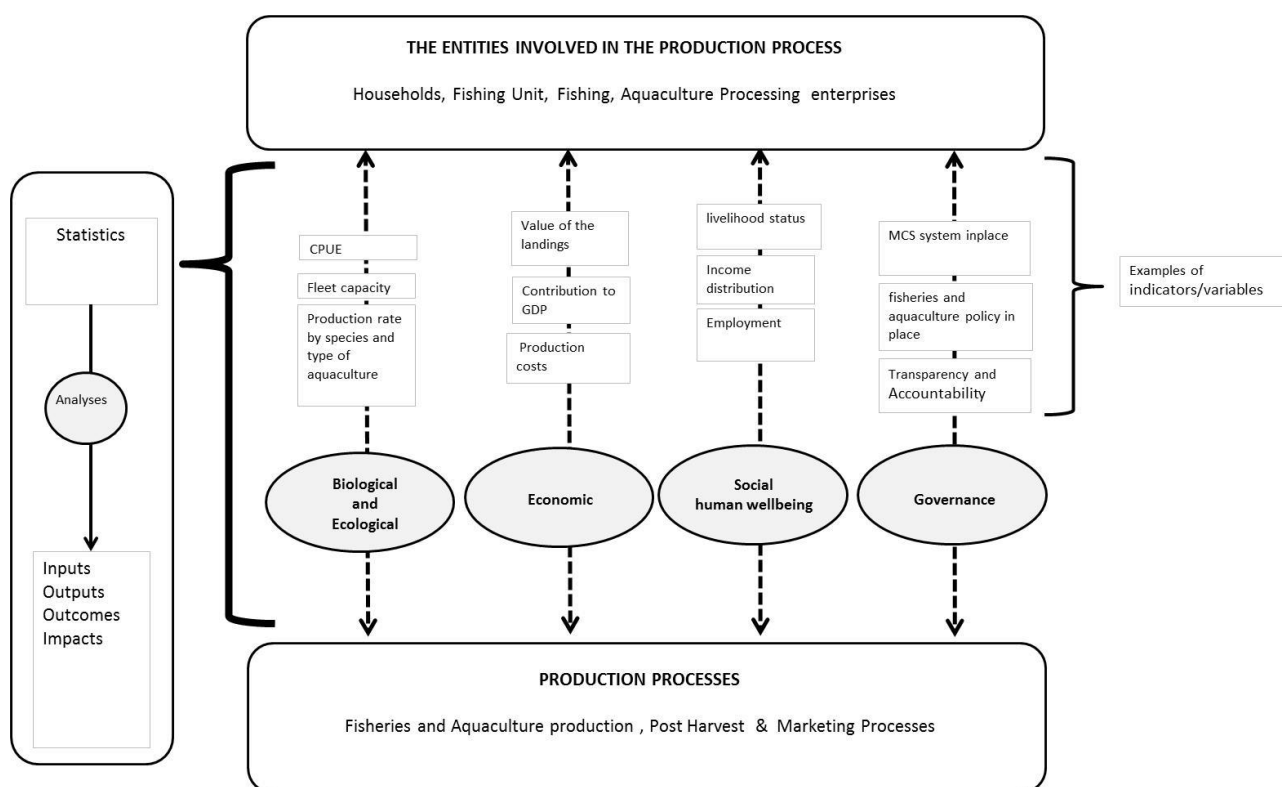 THE ENTITIES INVOLVED IN THE PRODUCTION PROCESS
Households, Fishing Unit, Fishing, Aquaculture Processing enterprises
Statistics
Analyses
Inputs
Outputs
Outcomes
Impacts
CPUE
Fleet capacity
Production rate
by species and
type of
aquaculture
Biological
and
Ecological
Value of the
landings
Contribution to
GDP
Production
costs
Economic
livelihood status
Income
distribution
Employment
Social
human wellbeing
MCS system inplace
fisheries and
aquaculture policy in
place
Transparency and
Accountability
Governance
Examples of
indicators/variables
PRODUCTION PROCESSES
Fisheries and Aquaculture production , Post Harvest & Marketing Processes